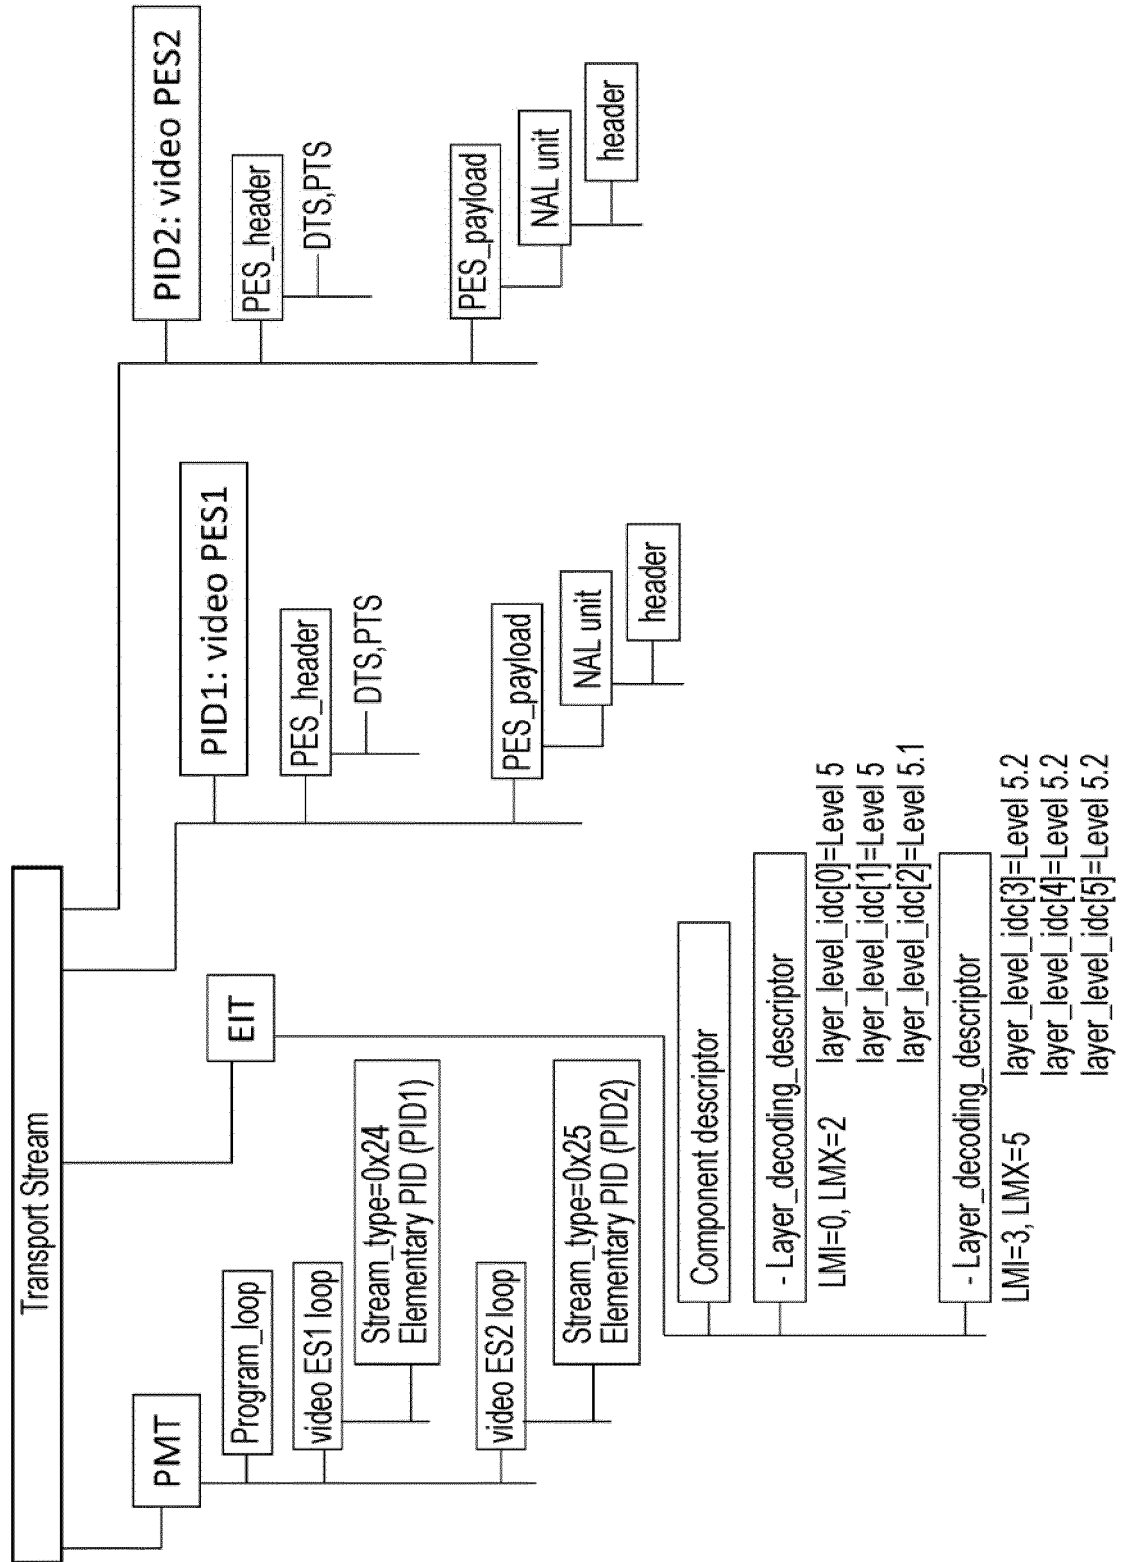 Transport Stream
PMT
Program_loop
video ES1 loop
Stream_type=0x24
Elementary PID (PID1)
video ES2 loop
Stream_type=0x25
Elementary PID (PID2)
EIT
Component descriptor
- Layer_decoding_descriptor
LMI=0, LMX=2
layer_level_idc[0]=Level 5
layer_level_idc[1]=Level 5
layer_level_idc[2]=Level 5.1
- Layer_decoding_descriptor
LMI=3, LMX=5
layer_level_idc[3]=Level 5.2
layer_level_idc[4]=Level 5.2
layer_level_idc[5]=Level 5.2
PID1: video PES1
PES_header
DTS,PTS
PES_payload
NAL unit
header
PID2: video PES2
PES_header
DTS,PTS
PES_payload
NAL unit
header